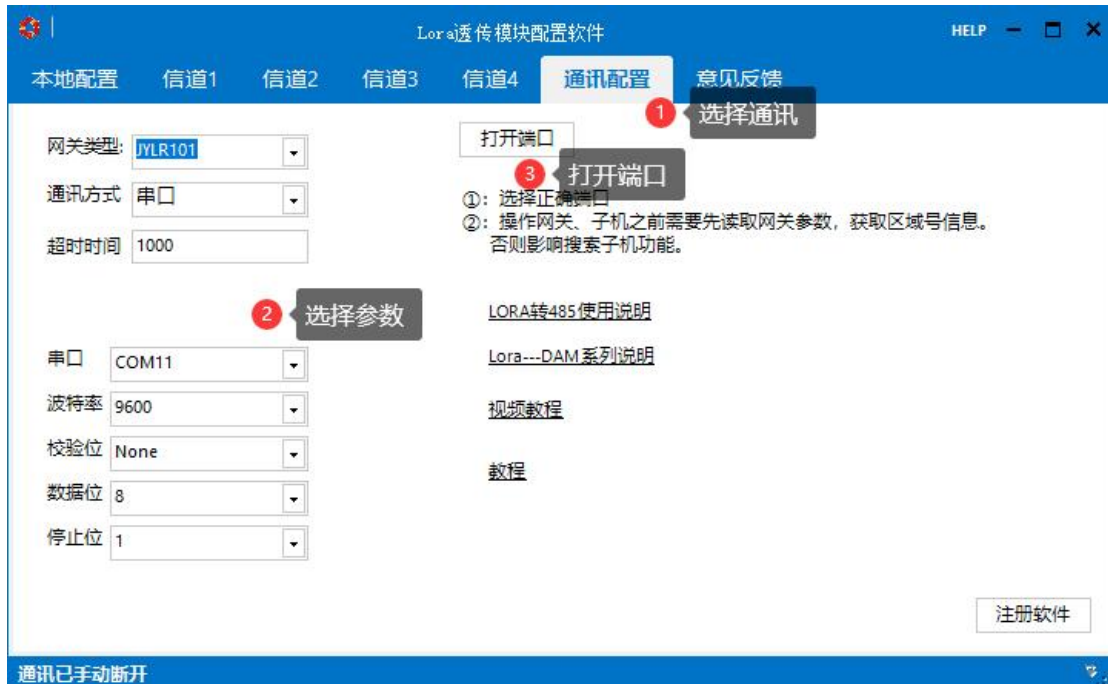 Lora透传模块配置软件 HELP
本地配置 信道1 信道2 信道3 信道4 通讯配置 意见反馈
1 选择通讯
网关类型: JYLR101
打开端口
3 打开端口
通讯方式 串口
①: 选择正确端口
②: 操作网关、子机之前需要先读取网关参数, 获取区域号信息。
否则影响搜索子机功能。
超时时间 1000
2 选择参数
LORA转485使用说明
串口 COM11
Lora---DAM系列说明
波特率 9600
视频教程
校验位 None
教程
数据位 8
停止位 1
注册软件
通讯已手动断开